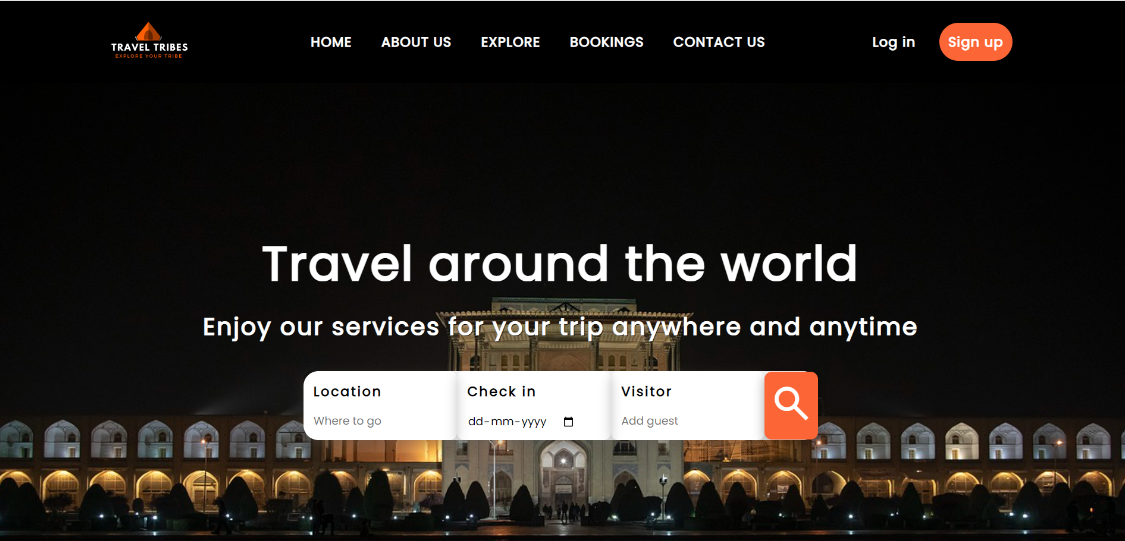 TRAVEL TRIBES
EXPLORE YOUR TRIBE
HOME ABOUT US EXPLORE BOOKINGS CONTACT US Log in Sign up
Travel around the world
Enjoy our services for your trip anywhere and anytime
Location Check in Visitor
Where to go dd-mm-yyyy Add guest